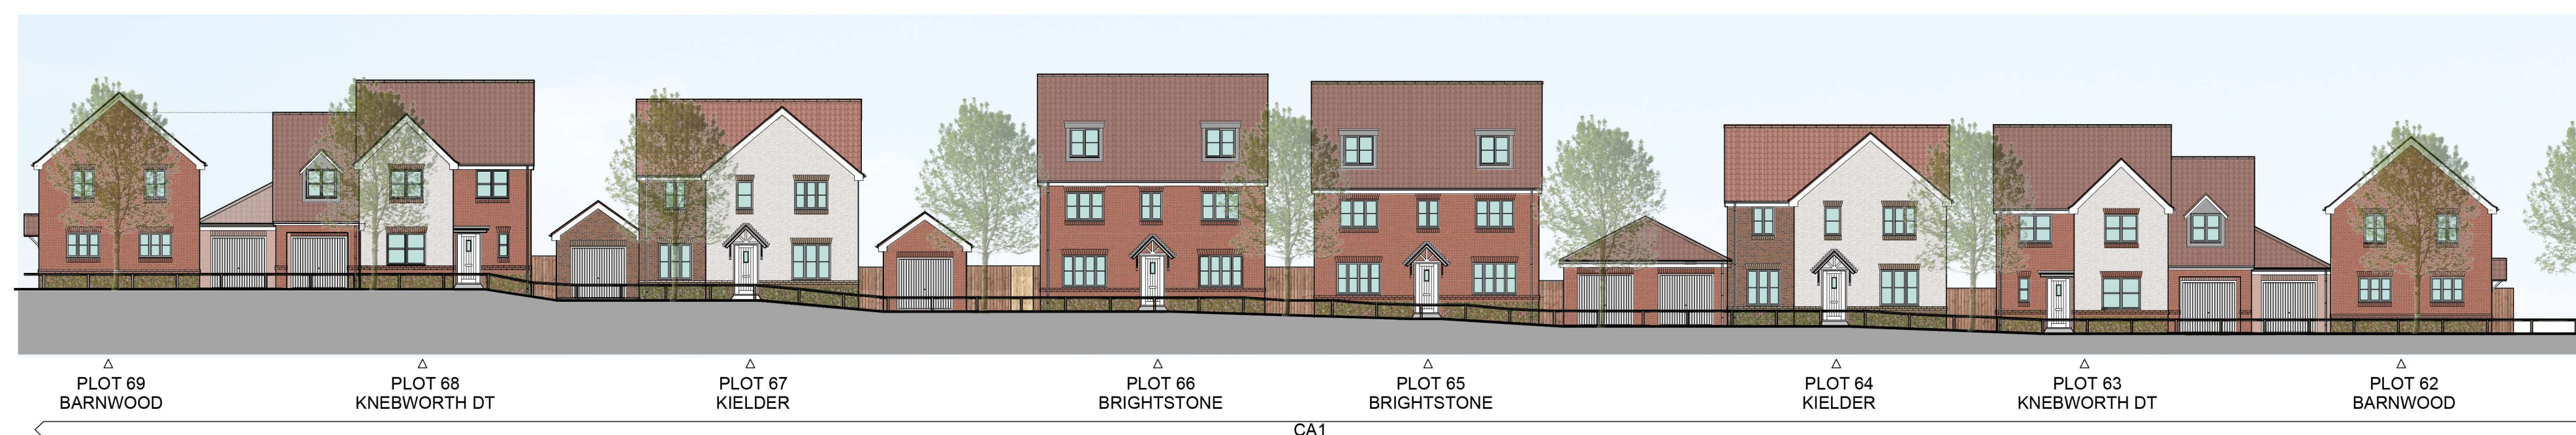 PLOT 69
BARNWOOD
PLOT 68
KNEBWORTH DT
PLOT 67
KIELDER
PLOT 66
BRIGHTSTONE
PLOT 65
BRIGHTSTONE
PLOT 64
KIELDER
PLOT 63
KNEBWORTH DT
PLOT 62
BARNWOOD
CA1